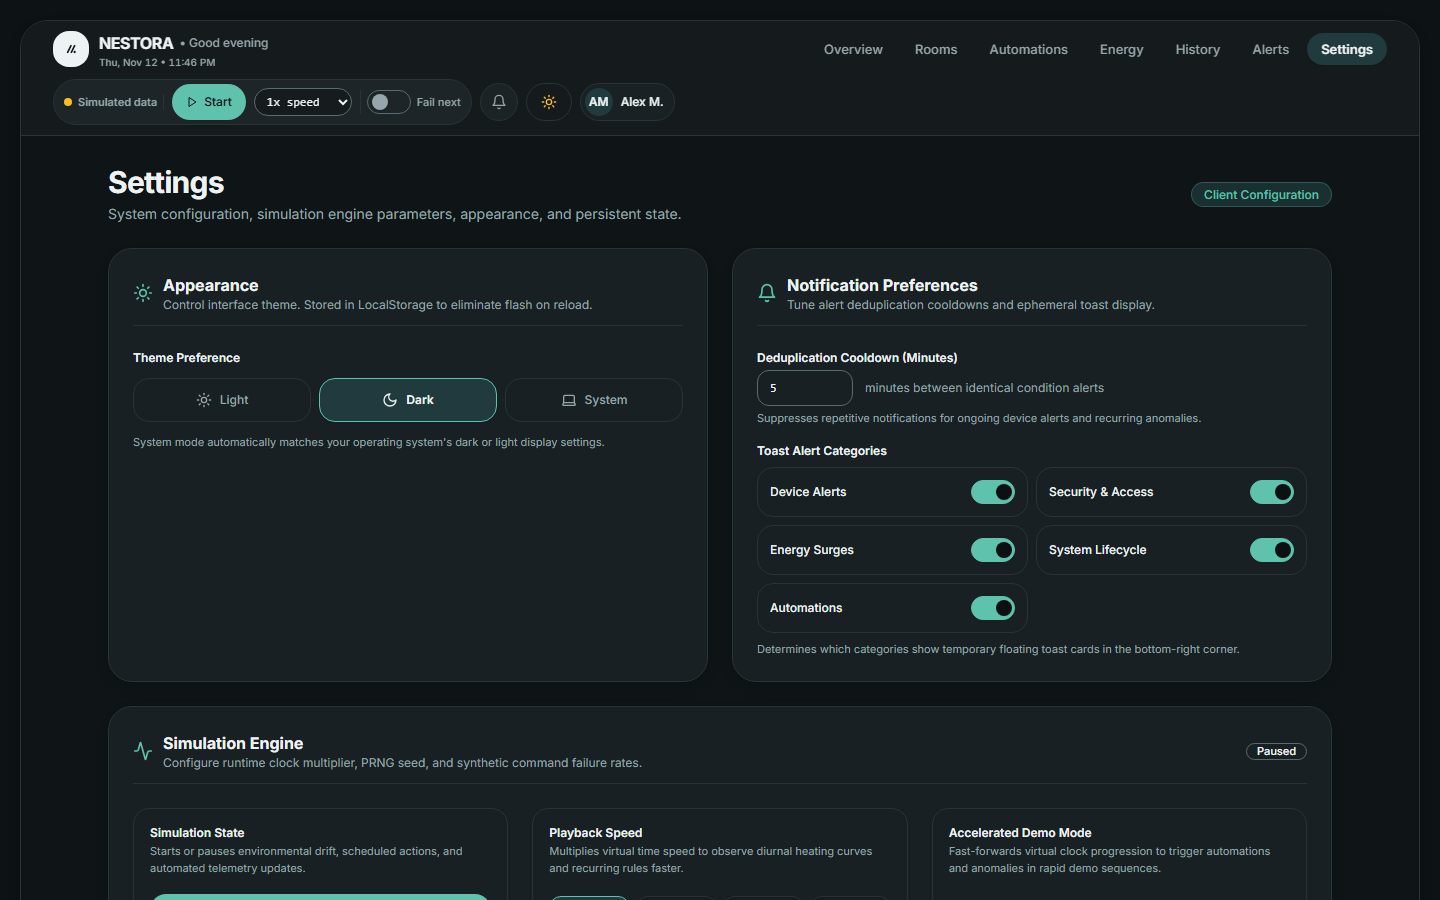 NESTORA • Good evening
Thu, Nov 12 • 11:46 PM
Overview Rooms Automations Energy History Alerts Settings
Simulated data Start 1x speed Fail next AM Alex M.
Settings
System configuration, simulation engine parameters, appearance, and persistent state.
Client Configuration
Appearance
Control interface theme. Stored in LocalStorage to eliminate flash on reload.
Theme Preference
Light Dark System
System mode automatically matches your operating system's dark or light display settings.
Notification Preferences
Tune alert deduplication cooldowns and ephemeral toast display.
Deduplication Cooldown (Minutes)
5 minutes between identical condition alerts
Suppresses repetitive notifications for ongoing device alerts and recurring anomalies.
Toast Alert Categories
Device Alerts Security & Access
Energy Surges System Lifecycle
Automations
Determines which categories show temporary floating toast cards in the bottom-right corner.
Simulation Engine
Configure runtime clock multiplier, PRNG seed, and synthetic command failure rates.
Paused
Simulation State
Starts or pauses environmental drift, scheduled actions, and
automated telemetry updates.
Playback Speed
Multiplies virtual time speed to observe diurnal heating curves
and recurring rules faster.
Accelerated Demo Mode
Fast-forwards virtual clock progression to trigger automations
and anomalies in rapid demo sequences.